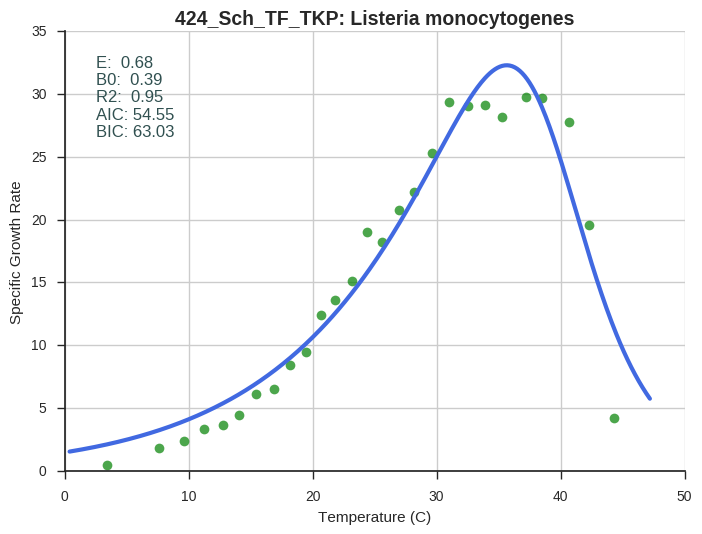 424_Sch_TF_TKP: Listeria monocytogenes
E: 0.68
B0: 0.39
R2: 0.95
AIC: 54.55
BIC: 63.03
Specific Growth Rate
35
30
25
20
15
10
5
0
0 10 20 30 40 50
Temperature (C)